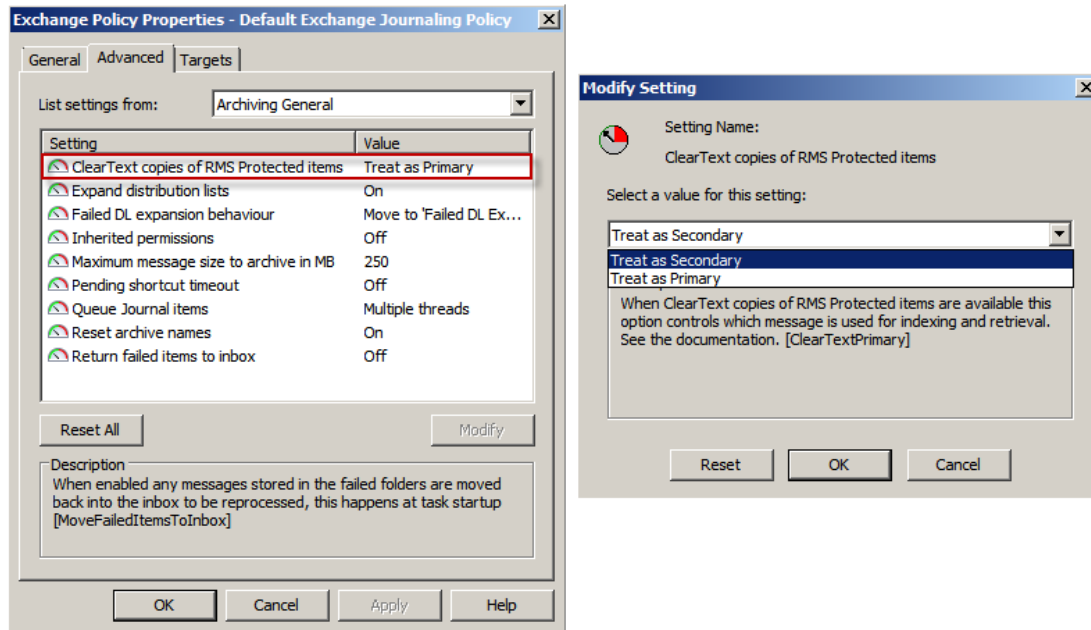 Exchange Policy Properties - Default Exchange Journaling Policy
General Advanced Targets
List settings from: Archiving General
Setting Value
ClearText copies of RMS Protected items Treat as Primary
Expand distribution lists On
Failed DL expansion behaviour Move to 'Failed DL Ex...
Inherited permissions Off
Maximum message size to archive in MB 250
Pending shortcut timeout Off
Queue Journal items Multiple threads
Reset archive names On
Return failed items to inbox Off
Reset All Modify
Description
When enabled any messages stored in the failed folders are moved
back into the inbox to be reprocessed, this happens at task startup
[MoveFailedItemsToInbox]
OK Cancel Apply Help
Modify Setting
Setting Name:
ClearText copies of RMS Protected items
Select a value for this setting:
Treat as Secondary
Treat as Secondary
Treat as Primary
When ClearText copies of RMS Protected items are available this
option controls which message is used for indexing and retrieval.
See the documentation. [ClearTextPrimary]
Reset OK Cancel